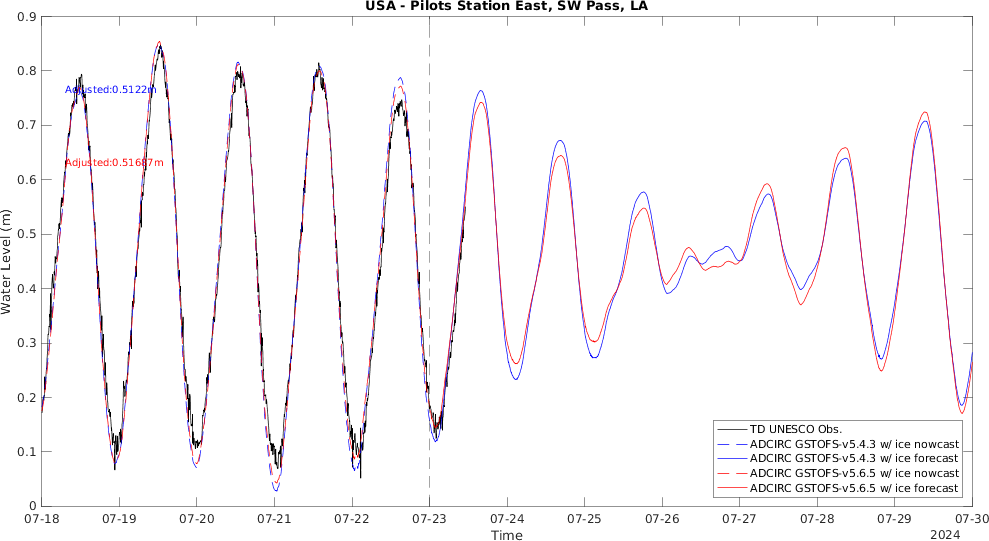 USA - Pilots Station East, SW Pass, LA
0.9
0.8
0.7
0.6
0.5
0.4
0.3
0.2
0.1
0
Water Level (m)
Adjusted:0.5122m
Adjusted:0.51687m
TD UNESCO Obs.
ADCIRC GSTOFS-v5.4.3 w/ ice nowcast
ADCIRC GSTOFS-v5.4.3 w/ ice forecast
ADCIRC GSTOFS-v5.6.5 w/ ice nowcast
ADCIRC GSTOFS-v5.6.5 w/ ice forecast
07-18 07-19 07-20 07-21 07-22 07-23 07-24 07-25 07-26 07-27 07-28 07-29 07-30
Time
2024